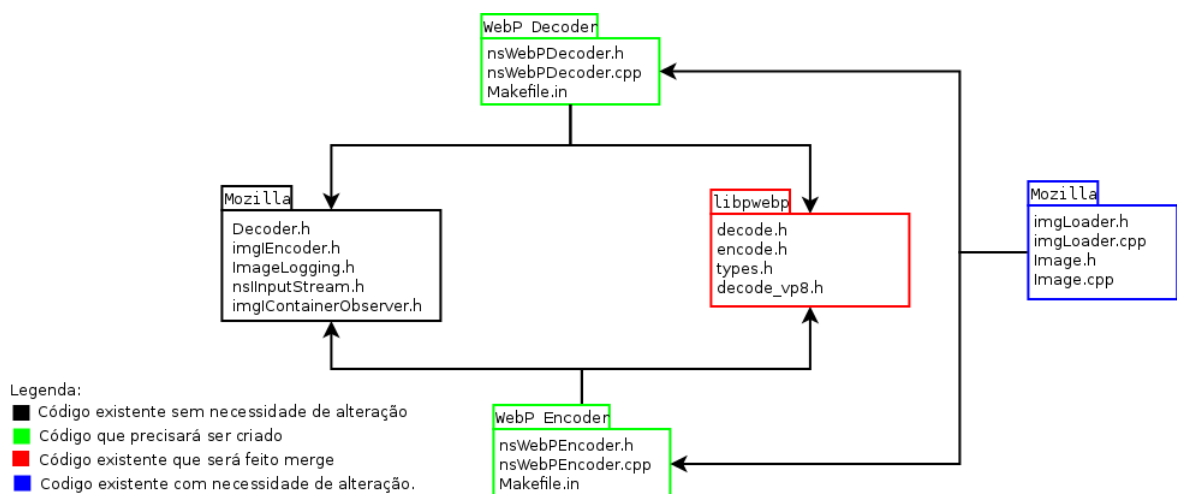 WebP Decoder
nsWebPDecoder.h
nsWebPDecoder.cpp
Makefile.in
Mozilla
Decoder.h
imgIEncoder.h
ImageLogging.h
nsIInputStream.h
imgIContainerObserver.h
libpwebp
decode.h
encode.h
types.h
decode_vp8.h
Mozilla
imgLoader.h
imgLoader.cpp
Image.h
Image.cpp
WebP Encoder
nsWebPEncoder.h
nsWebPEncoder.cpp
Makefile.in
Legenda:
Código existente sem necessidade de alteração
Código que precisará ser criado
Código existente que será feito merge
Codigo existente com necessidade de alteração.